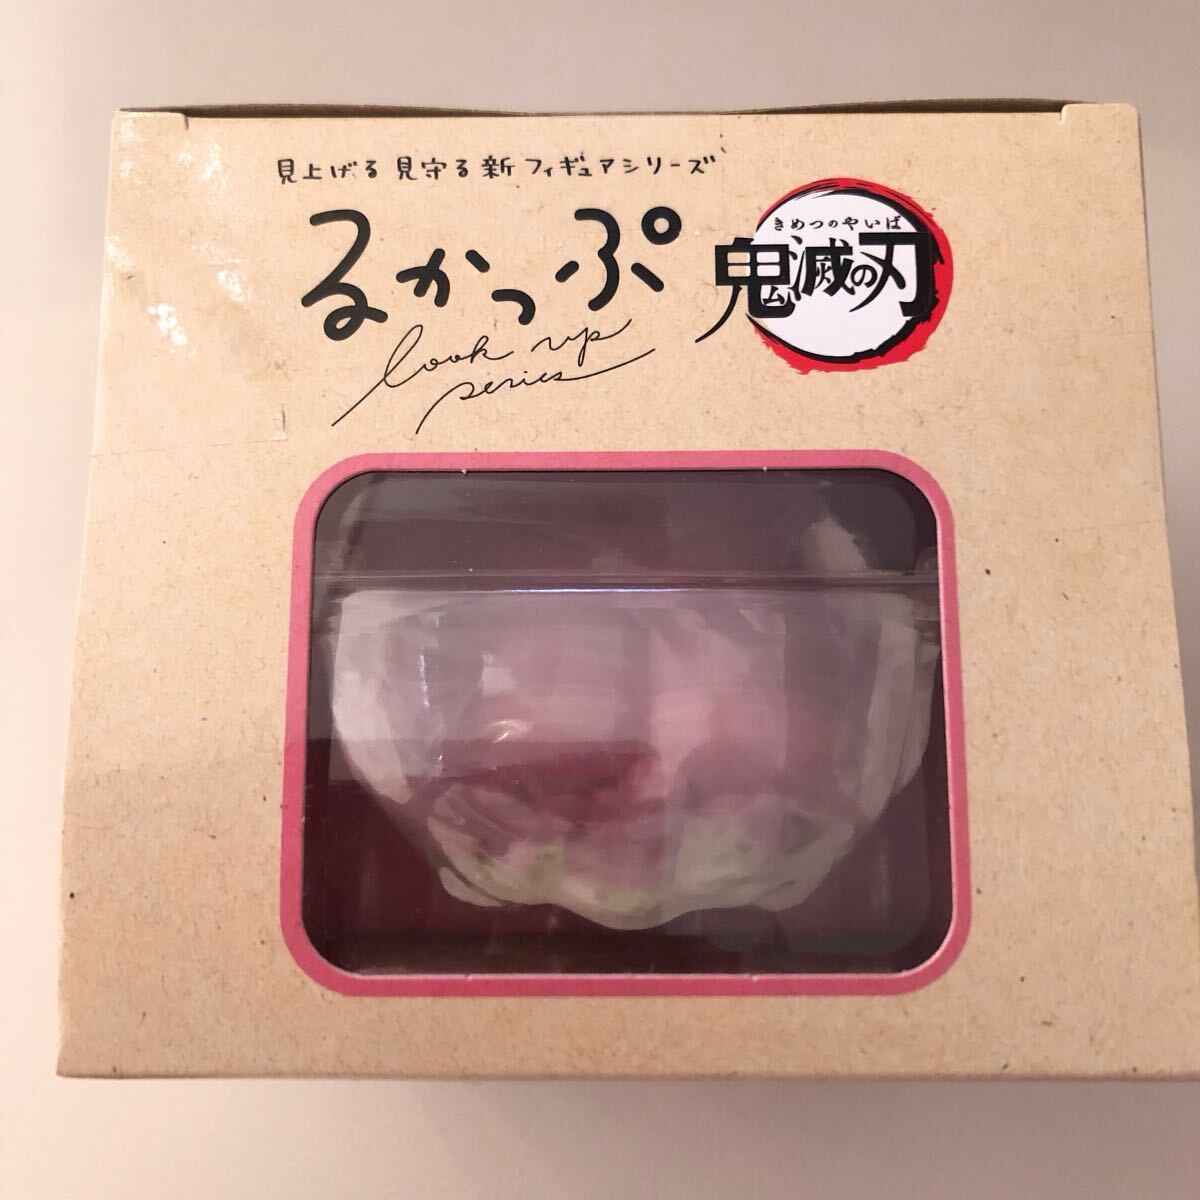 見上げる 見守る 新 フィギュアシリーズ
るかっぷ
look up
series
きめつのやいば
鬼滅の刃